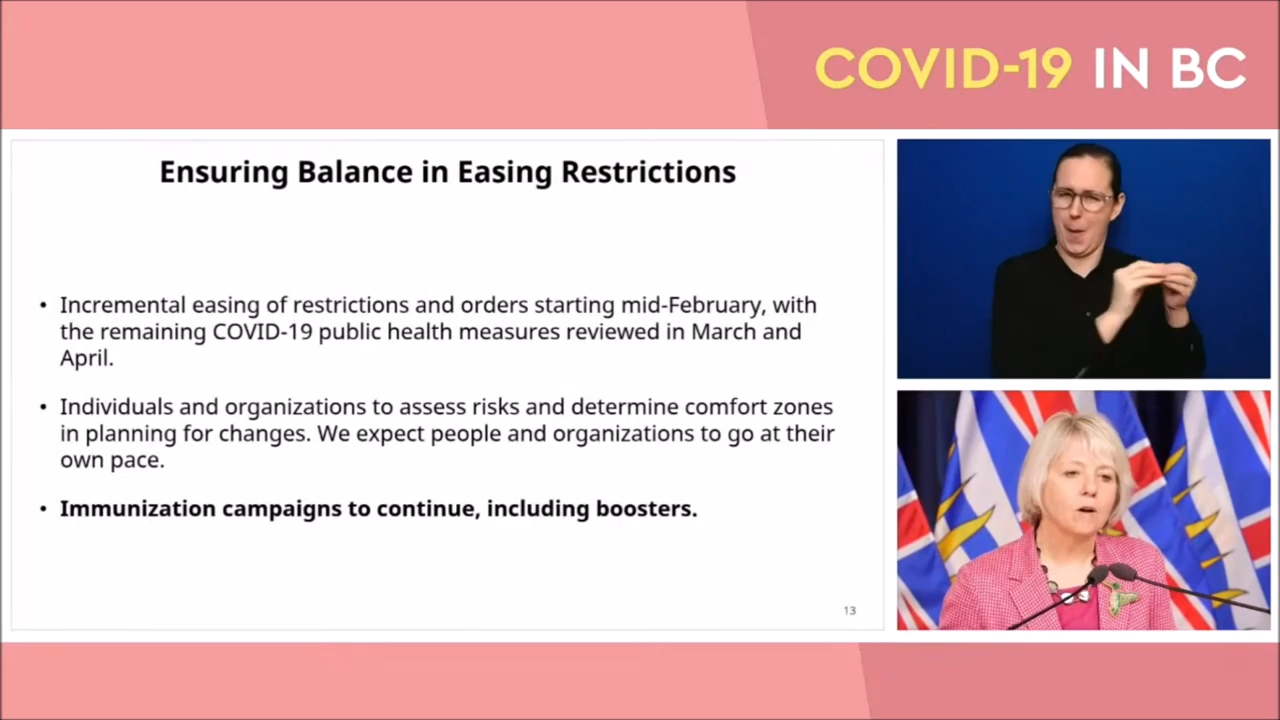 COVID-19 IN BC
Ensuring Balance in Easing Restrictions
• Incremental easing of restrictions and orders starting mid-February, with
the remaining COVID-19 public health measures reviewed in March and
April.
• Individuals and organizations to assess risks and determine comfort zones
in planning for changes. We expect people and organizations to go at their
own pace.
• Immunization campaigns to continue, including boosters.
13